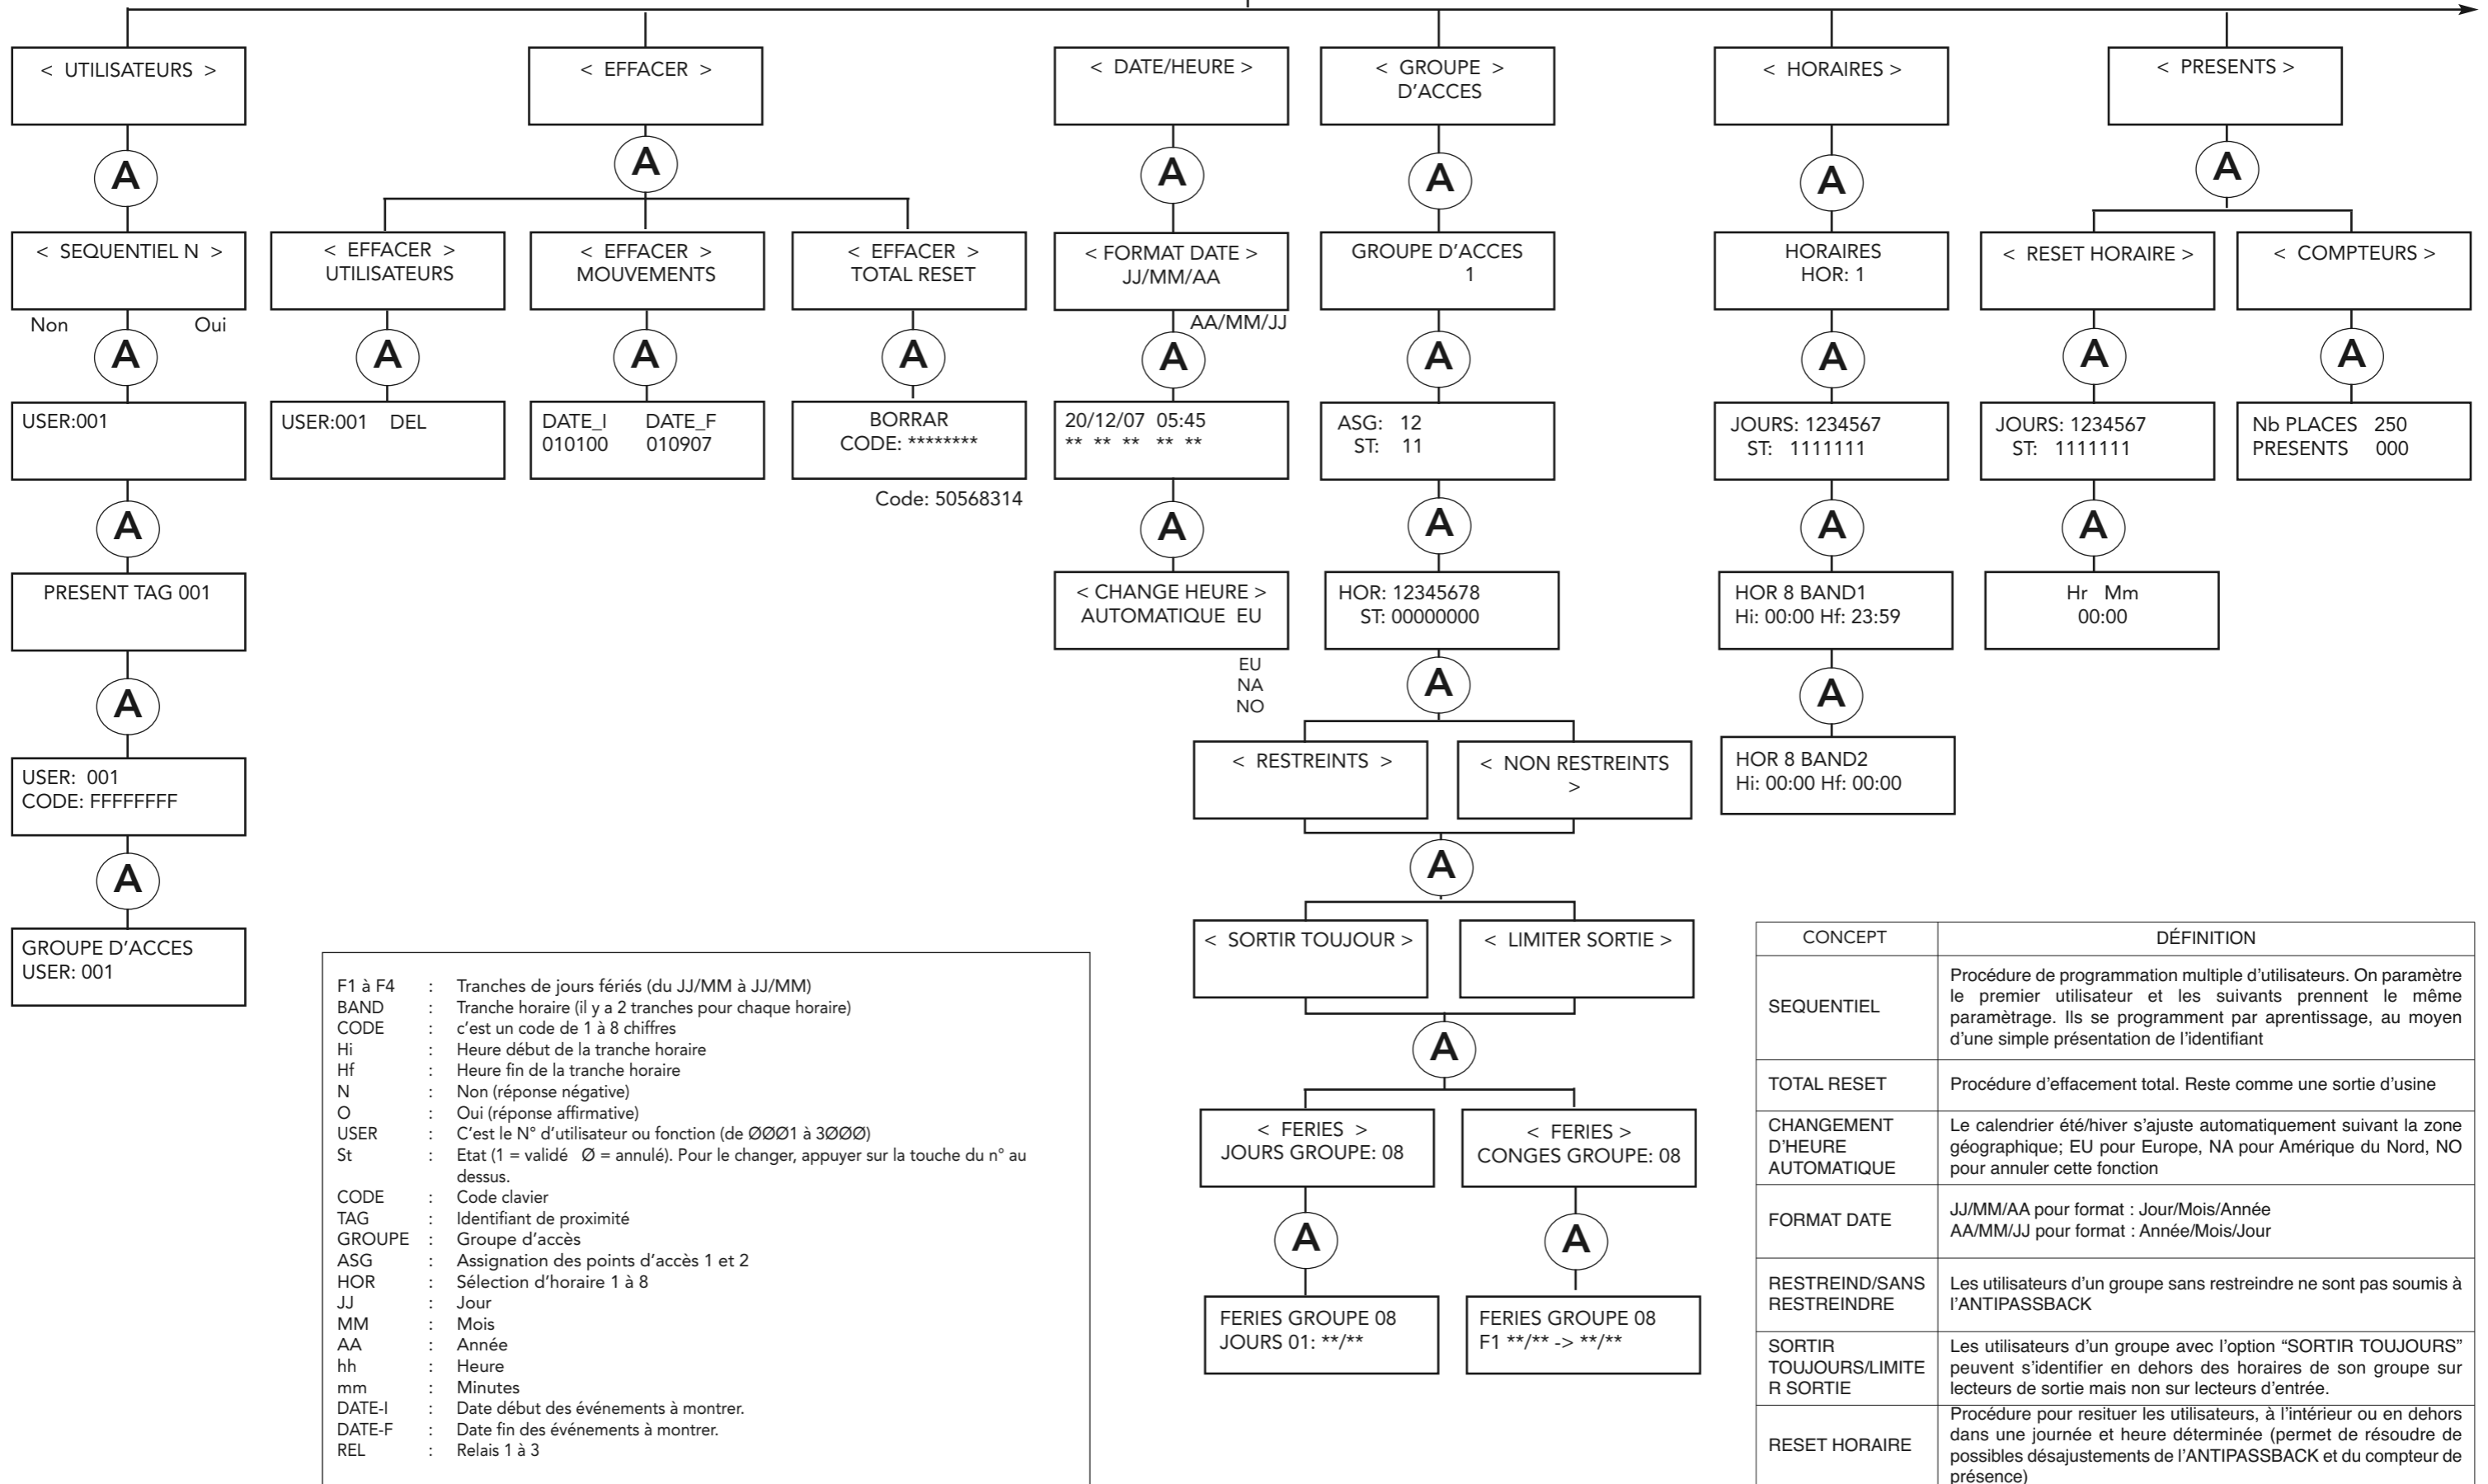 < UTILISATEURS >
< EFFACER >
< DATE/HEURE >
< GROUPE >
D'ACCES
< HORAIRES >
< PRESENTS >
A
A
A
A
A
A
< SEQUENTIEL N >
Non
Oui
< EFFACER >
UTILISATEURS
< EFFACER >
MOUVEMENTS
< EFFACER >
TOTAL RESET
< FORMAT DATE >
JJ/MM/AA
AA/MM/JJ
GROUPE D'ACCES
1
HORAIRES
HOR: 1
< RESET HORAIRE >
< COMPTEURS >
A
A
A
A
A
A
A
A
A
USER:001
USER:001 DEL
DATE_I DATE_F
010100 010907
BORRAR
CODE: ********
Code: 50568314
20/12/07 05:45
** ** ** ** **
ASG: 12
ST: 11
JOURS: 1234567
ST: 1111111
JOURS: 1234567
ST: 1111111
Nb PLACES 250
PRESENTS 000
A
A
A
A
A
PRESENT TAG 001
< CHANGE HEURE >
AUTOMATIQUE EU
EU
NA
NO
HOR: 12345678
ST: 00000000
HOR 8 BAND1
Hi: 00:00 Hf: 23:59
Hr Mm
00:00
A
A
A
USER: 001
CODE: FFFFFFFF
< RESTREINTS >
< NON RESTREINTS
>
HOR 8 BAND2
Hi: 00:00 Hf: 00:00
A
A
GROUPE D'ACCES
USER: 001
< SORTIR TOUJOUR >
< LIMITER SORTIE >
A
< FERIES >
JOURS GROUPE: 08
< FERIES >
CONGES GROUPE: 08
A
A
FERIES GROUPE 08
JOURS 01: **/**
FERIES GROUPE 08
F1 **/** -> **/**
F1 à F4 : Tranches de jours fériés (du JJ/MM à JJ/MM)
BAND : Tranche horaire (il y a 2 tranches pour chaque horaire)
CODE : c'est un code de 1 à 8 chiffres
Hi : Heure début de la tranche horaire
Hf : Heure fin de la tranche horaire
N : Non (réponse négative)
O : Oui (réponse affirmative)
USER : C'est le N° d'utilisateur ou fonction (de ØØØ1 à 3ØØØ)
St : Etat (1 = validé Ø = annulé). Pour le changer, appuyer sur la touche du n° au
dessus.
CODE : Code clavier
TAG : Identifiant de proximité
GROUPE : Groupe d'accès
ASG : Assignation des points d'accès 1 et 2
HOR : Sélection d'horaire 1 à 8
JJ : Jour
MM : Mois
AA : Année
hh : Heure
mm : Minutes
DATE-I : Date début des événements à montrer.
DATE-F : Date fin des événements à montrer.
REL : Relais 1 à 3
CONCEPT DÉFINITION
SEQUENTIEL
Procédure de programmation multiple d'utilisateurs. On paramètre
le premier utilisateur et les suivants prennent le même
paramètrage. Ils se programment par aprentissage, au moyen
d'une simple présentation de l'identifiant
TOTAL RESET
Procédure d'effacement total. Reste comme une sortie d'usine
CHANGEMENT
D'HEURE
AUTOMATIQUE
Le calendrier été/hiver s'ajuste automatiquement suivant la zone
géographique; EU pour Europe, NA pour Amérique du Nord, NO
pour annuler cette fonction
FORMAT DATE
JJ/MM/AA pour format : Jour/Mois/Année
AA/MM/JJ pour format : Année/Mois/Jour
RESTREIND/SANS
RESTREINDRE
Les utilisateurs d'un groupe sans restreindre ne sont pas soumis à
l'ANTIPASSBACK
SORTIR
TOUJOURS/LIMITE
R SORTIE
Les utilisateurs d'un groupe avec l'option “SORTIR TOUJOURS”
peuvent s'identifier en dehors des horaires de son groupe sur
lecteurs de sortie mais non sur lecteurs d'entrée.
RESET HORAIRE
Procédure pour resituer les utilisateurs, à l'intérieur ou en dehors
dans une journée et heure déterminée (permet de résoudre de
possibles désajustements de l'ANTIPASSBACK et du compteur de
présence)